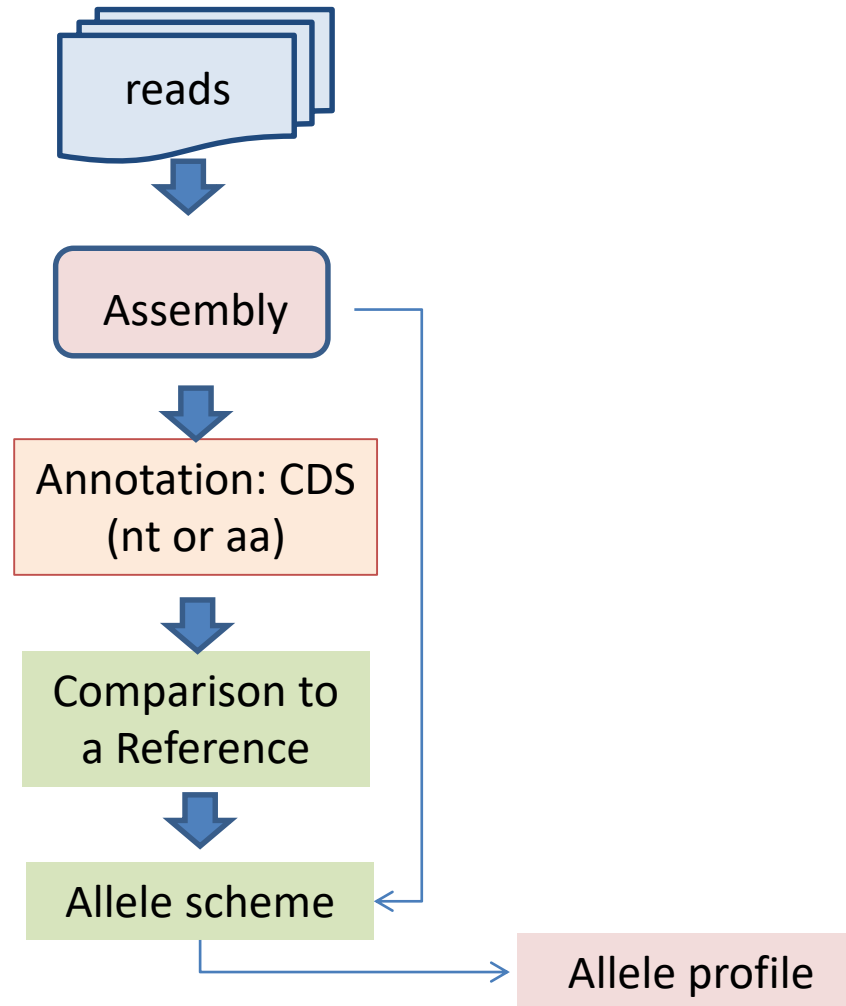 reads
Assembly
Annotation: CDS
(nt or aa)
Comparison to
a Reference
Allele scheme
Allele profile